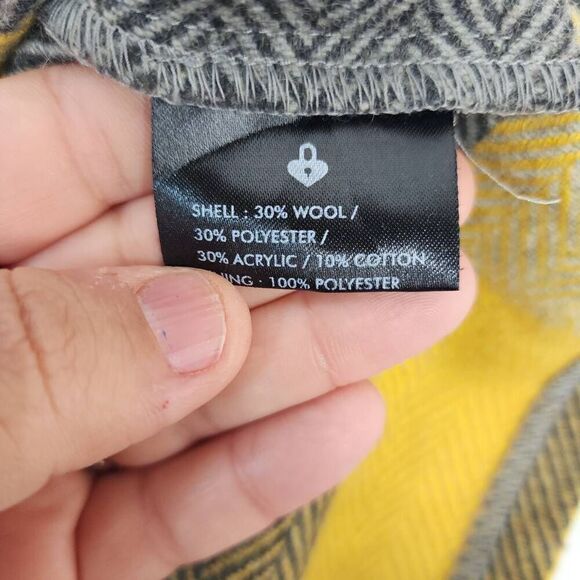 SHELL : 30% WOOL /
30% POLYESTER /
30% ACRYLIC / 10% COTTON
: 100% POLYESTER